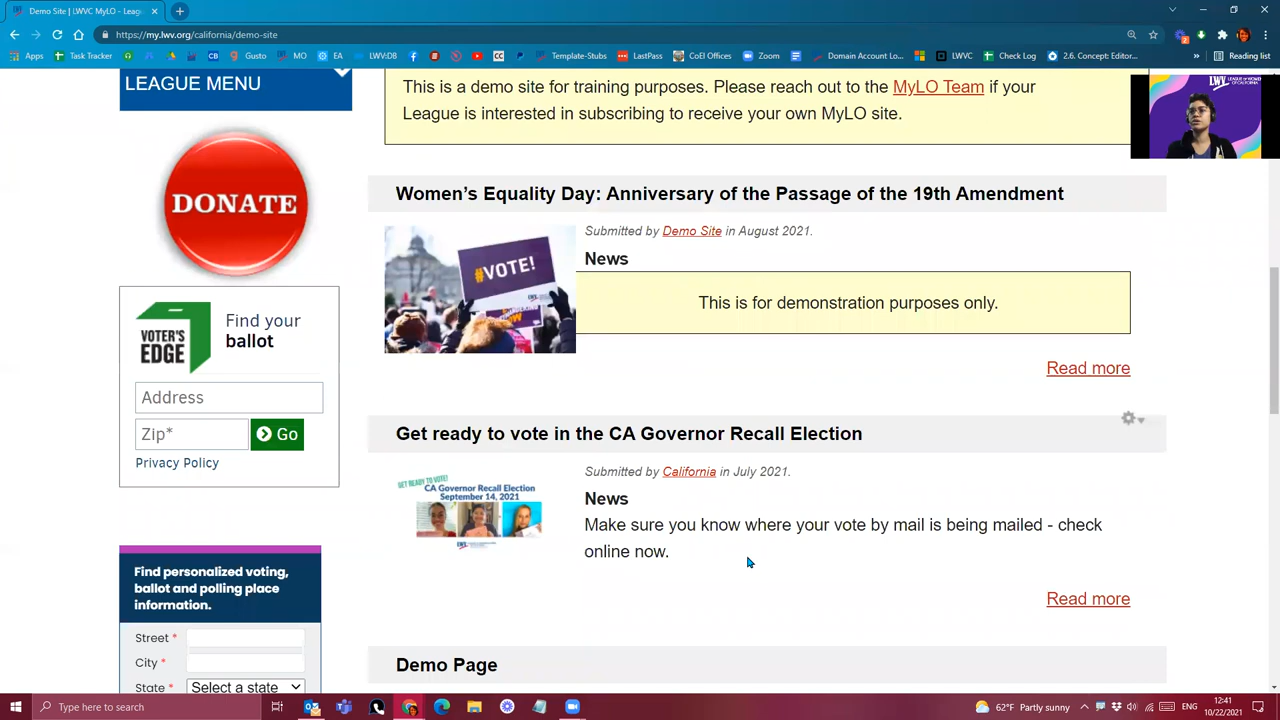 Demo Site | LWVC MyLO - Leag
https://my.lwv.org/california/demo-site
Apps
Task Tracker
CG
Gusto
MO
EA
LWV:DB
Template-Stubs
LastPass
CoEI Offices
Zoom
Domain Account Lo...
LWVC
Check Log
2.6. Concept: Editor...
Reading list
LEAGUE MENU
This is a demo site for training purposes. Please reach out to the MyLO Team if your
League is interested in subscribing to receive your own MyLO site.
DONATE
Women's Equality Day: Anniversary of the Passage of the 19th Amendment
Submitted by Demo Site in August 2021.
News
#VOTE!
This is for demonstration purposes only.
Read more
VOTER'S
EDGE
Find your
ballot
Address
Zip*
Go
Privacy Policy
Get ready to vote in the CA Governor Recall Election
Submitted by California in July 2021.
News
GET READY TO VOTE!
CA Governor Recall Election
September 14, 2021
Make sure you know where your vote by mail is being mailed - check
online now.
Read more
Find personalized voting,
ballot and polling place
information.
Street *
City *
State *
Select a state
Demo Page
Type here to search
62°F Partly sunny
ENG
12:41
10/22/2021